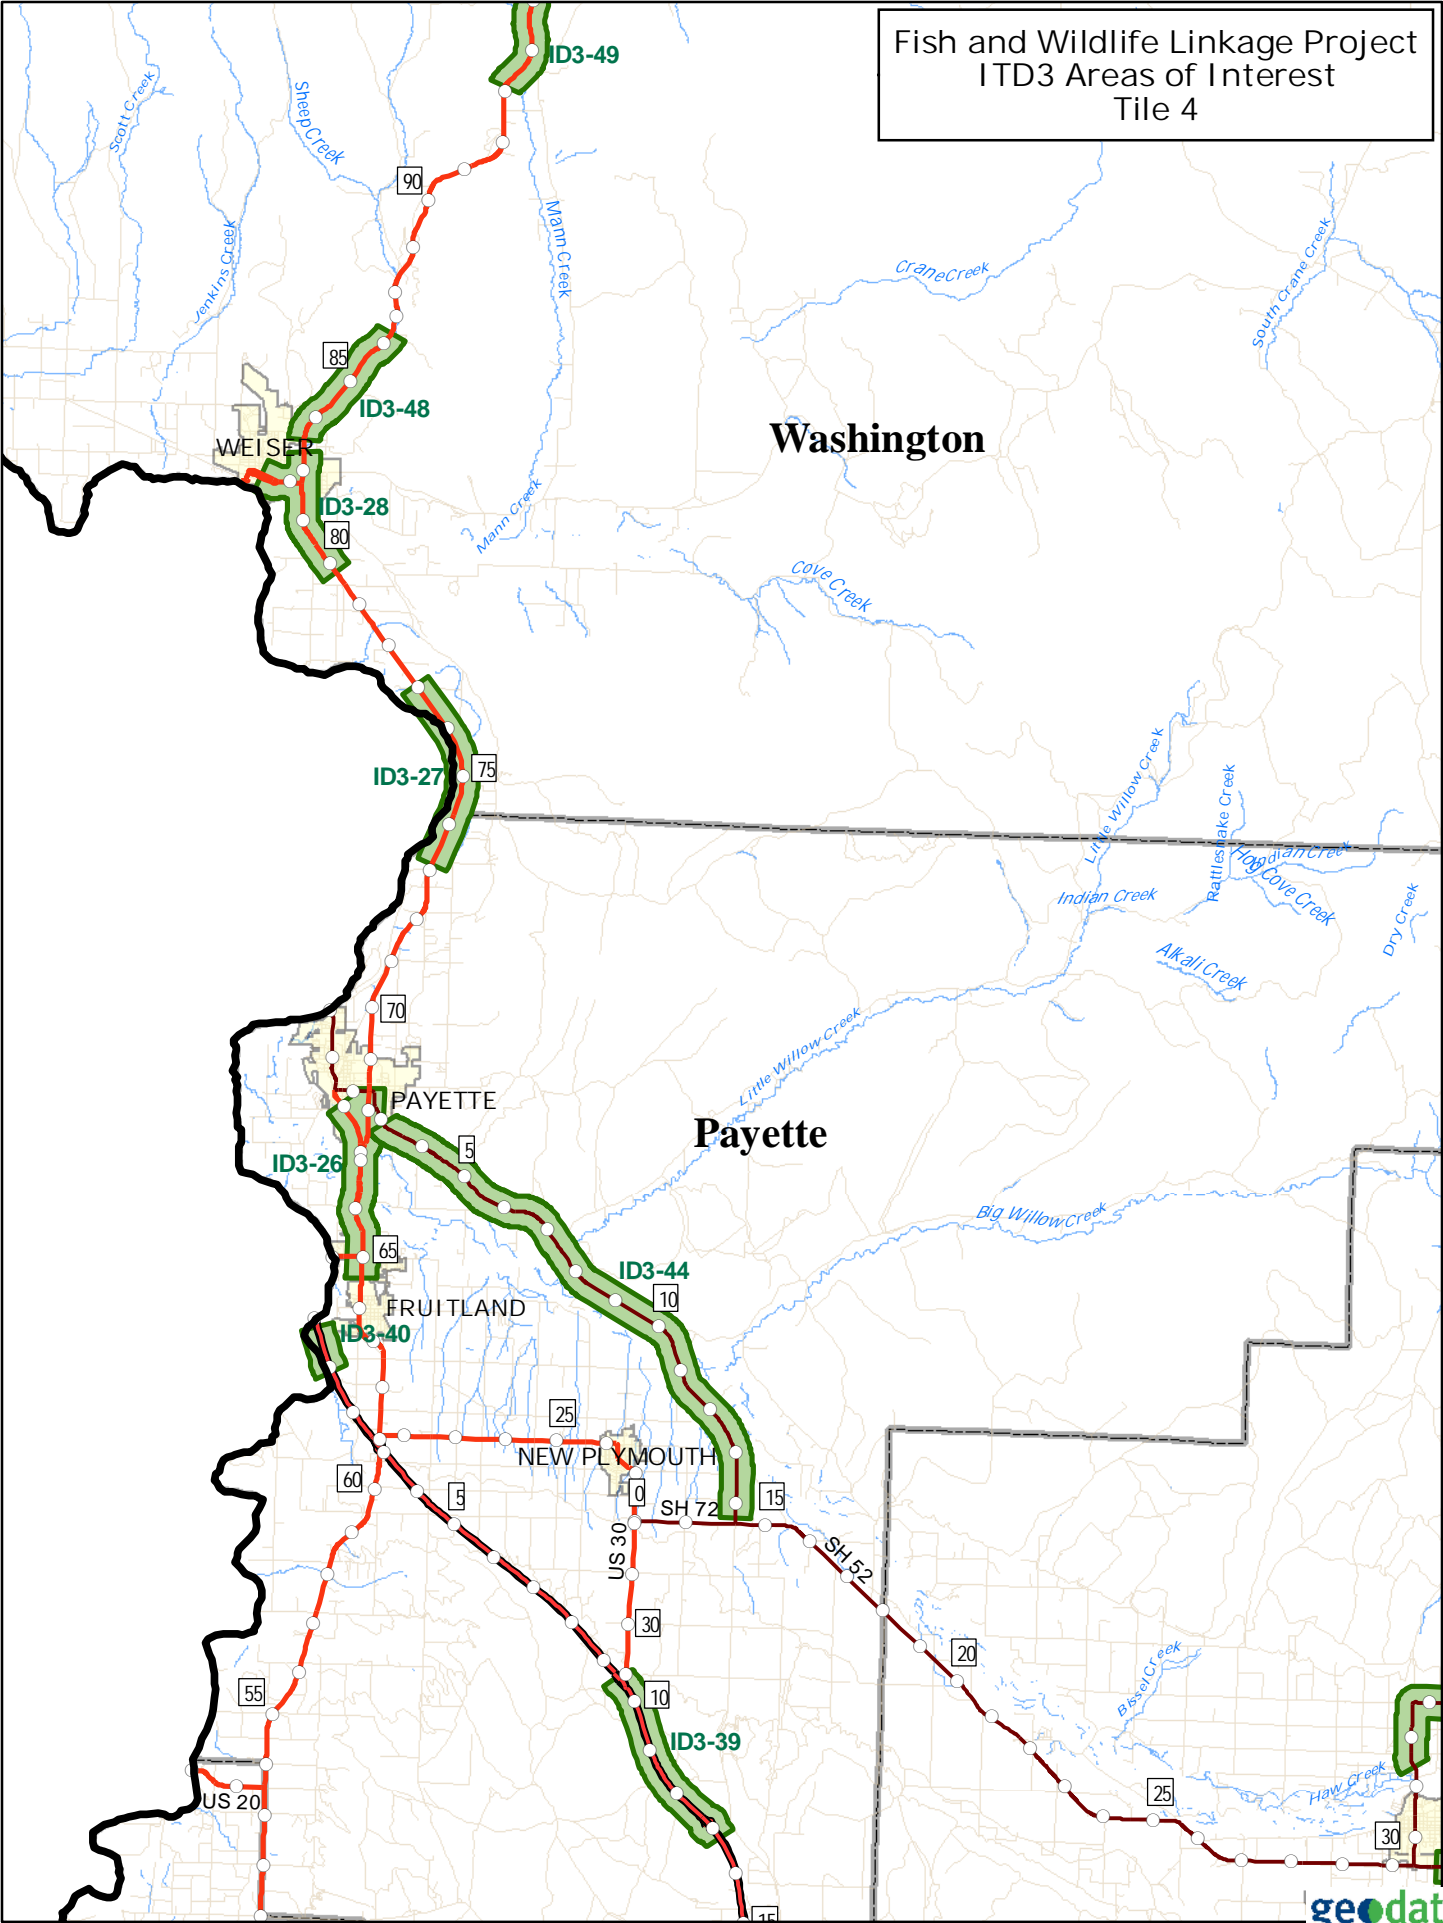 Fish and Wildlife Linkage Project
ITD3 Areas of Interest
Tile 4
ID3-49
Scott Creek
Sheep Creek
90
Jenkins Creek
Mann Creek
Crane Creek
South Crane Creek
85
ID3-48
WEISER
Washington
ID3-28
Mann Creek
80
Cove Creek
ID3-27
75
Little Willow Creek
Rattlesnake Creek
Indian Creek
Hog Cove Creek
Indian Creek
Dry Creek
Alkali Creek
70
Little Willow Creek
PAYETTE
Payette
5
ID3-26
Big Willow Creek
65
ID3-44
10
FRUITLAND
ID3-40
25
NEW PLYMOUTH
60
5
0
SH 72
15
US 30
SH 52
30
20
Bissel Creek
55
10
ID3-39
US 20
Haw Creek
25
30
15
geodat